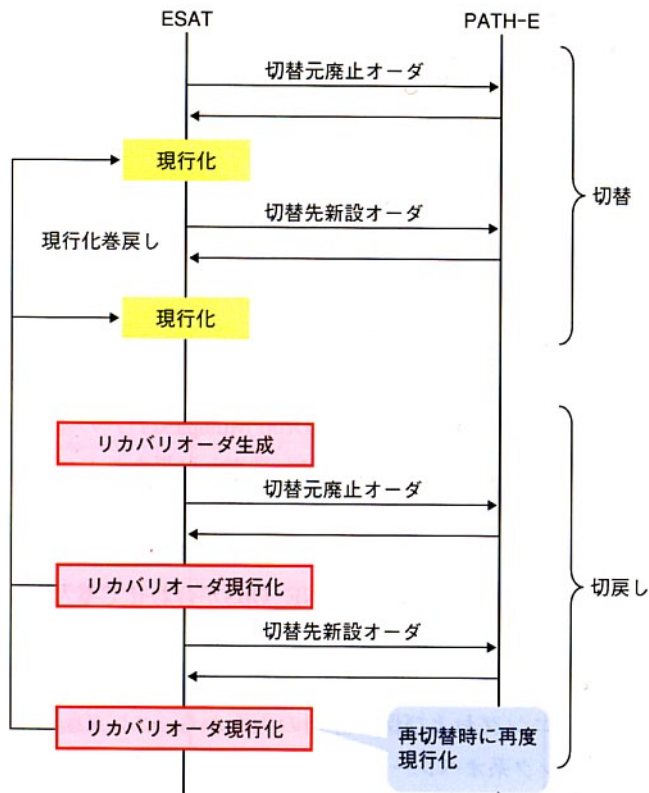 ESAT
PATH-E
切替元廃止オーダ
現行化
切替先新設オーダ
切替
現行化巻戻し
現行化
リカバリオーダ生成
切替元廃止オーダ
リカバリオーダ現行化
切戻し
切替先新設オーダ
リカバリオーダ現行化
再切替時に再度
現行化